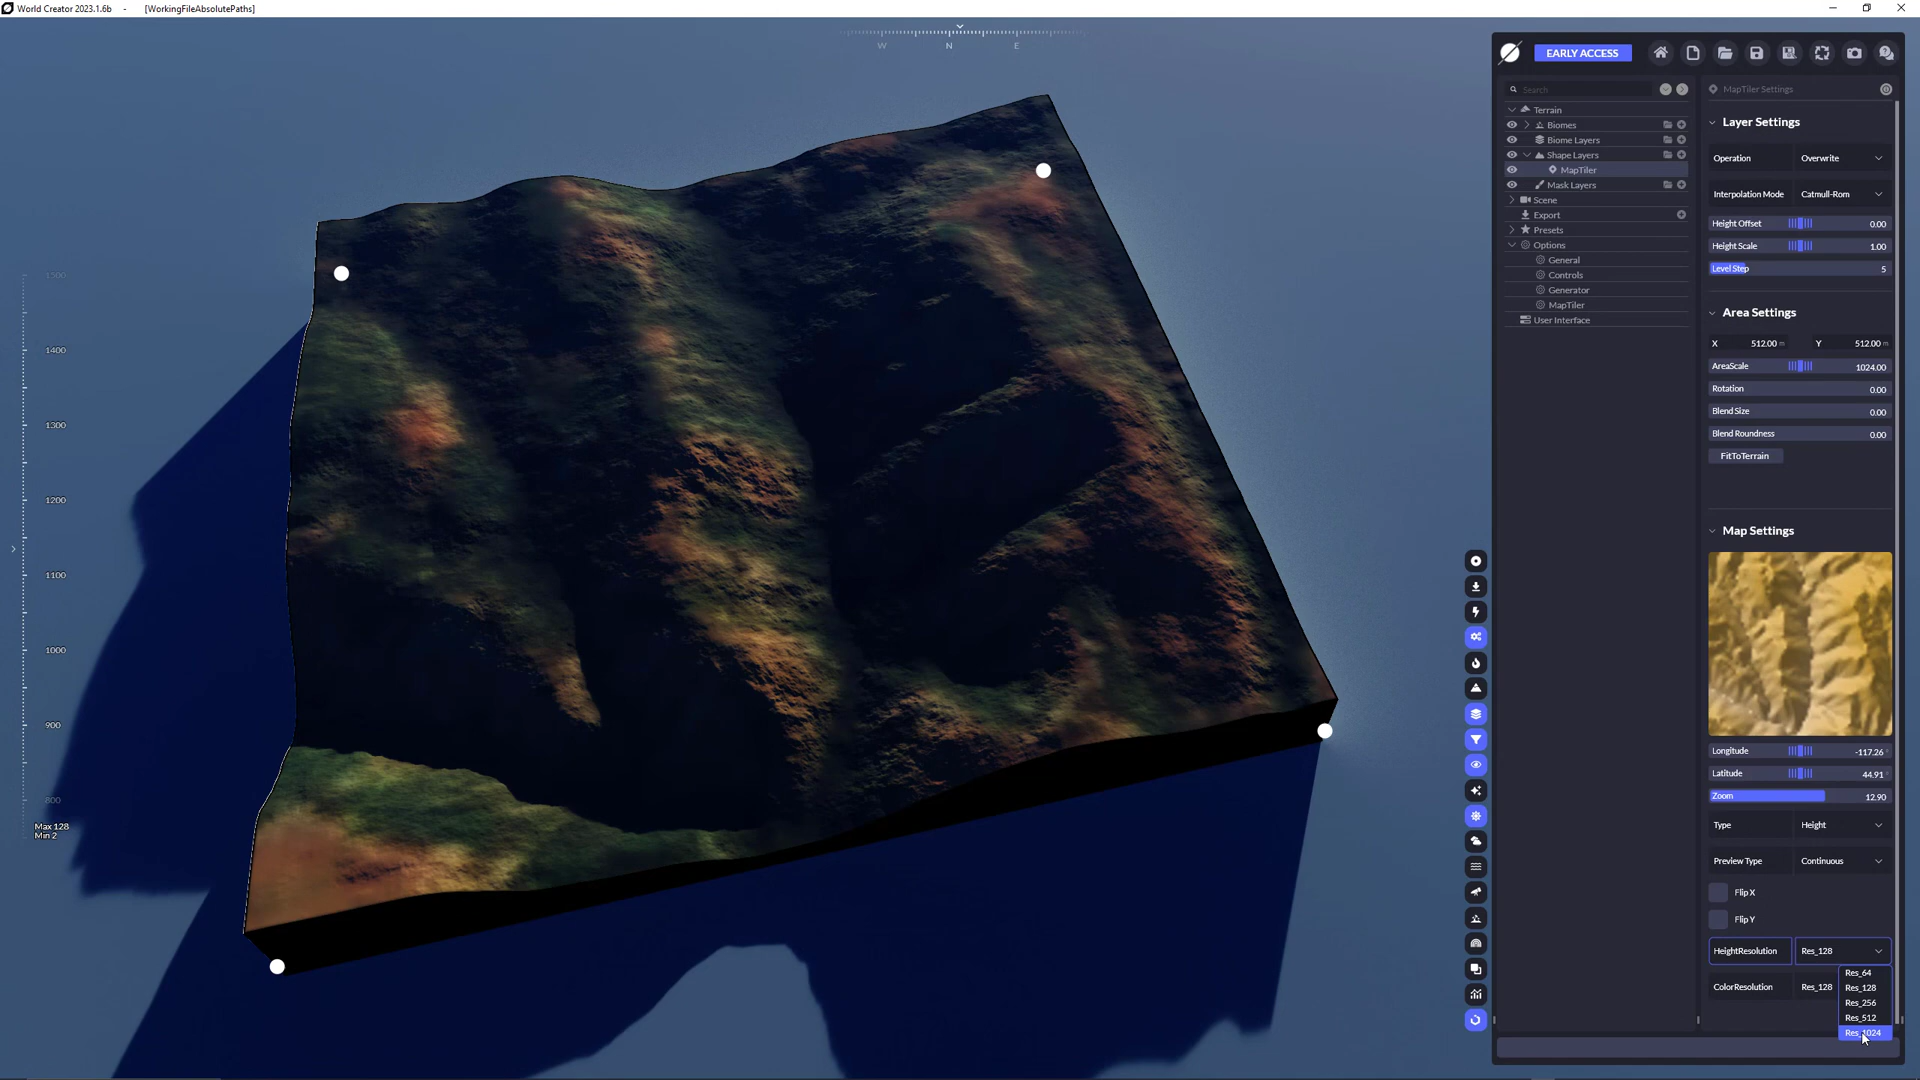 World Creator 2023.1.6b - [WorkingFileAbsolutePaths]
W N E
EARLY ACCESS
Search
Terrain
Biomes
Biome Layers
Shape Layers
MapTiler
Mask Layers
Scene
Export
Presets
Options
General
Controls
Generator
MapTiler
User Interface
MapTiler Settings
Layer Settings
Operation Overwrite
Interpolation Mode Catmull-Rom
Height Offset 0.00
Height Scale 1.00
Level Step 5
Area Settings
X 512.00 m Y 512.00 m
AreaScale 1024.00
Rotation 0.00
Blend Size 0.00
Blend Roundness 0.00
FitToTerrain
Map Settings
Longitude -117.26 °
Latitude 44.91 °
Zoom 12.90
Type Height
Preview Type Continuous
Flip X
Flip Y
HeightResolution Res_128
ColorResolution Res_128
Res_64
Res_128
Res_256
Res_512
Res_1024
1500
1400
1300
1200
1100
1000
900
800
Max 128
Min 2